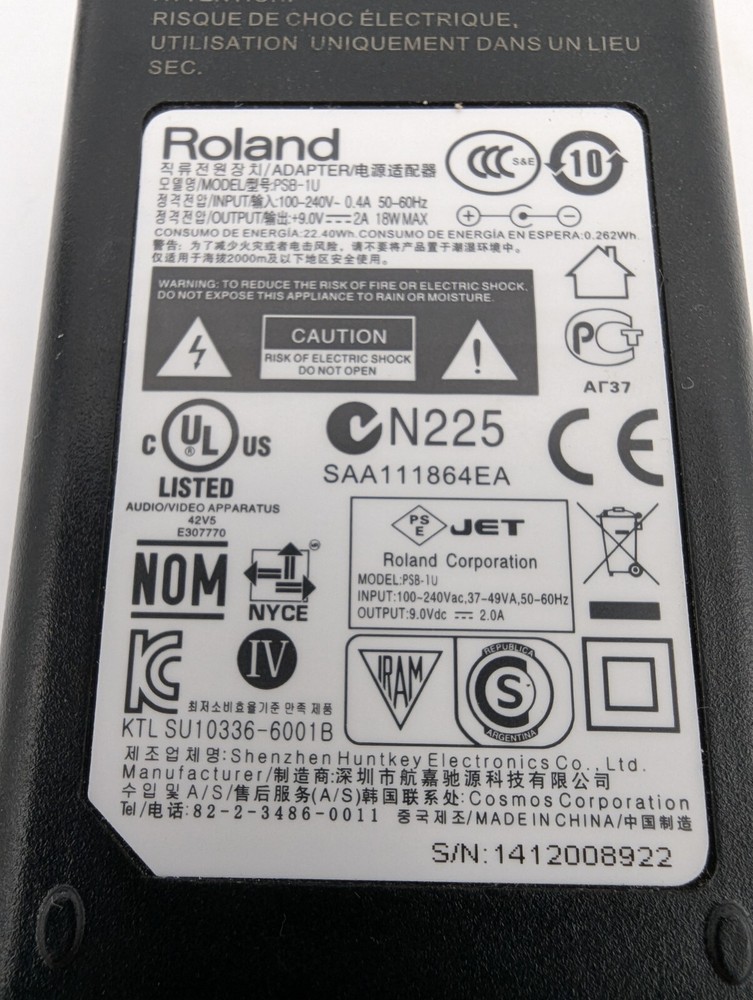 RISQUE DE CHOC ÉLECTRIQUE,
UTILISATION UNIQUEMENT DANS UN LIEU
SEC.
Roland
직류전원장치/ADAPTER/电源适配器
모델명/MODEL/型号:PSB-1U
정격전압/INPUT/输入:100-240V~ 0.4A 50-60Hz
정격전압/OUTPUT/输出:+9.0V⎓2A 18W MAX
CCC S&E
10
+ -
CONSUMO DE ENERGÍA:22.40Wh.CONSUMO DE ENERGÍA EN ESPERA:0.262Wh.
警告: 为了减少火灾或者电击风险, 请不要将产品置于潮湿环境中。
仅适用于海拔2000m及以下地区安全使用。
WARNING: TO REDUCE THE RISK OF FIRE OR ELECTRIC SHOCK,
DO NOT EXPOSE THIS APPLIANCE TO RAIN OR MOISTURE.
CAUTION
RISK OF ELECTRIC SHOCK
DO NOT OPEN
РСТ
АГ37
C UL US
®
LISTED
AUDIO/VIDEO APPARATUS
42V5
E307770
N225
SAA111864EA
CE
PSE JET
Roland Corporation
MODEL:PSB-1U
INPUT:100-240Vac,37-49VA,50-60Hz
OUTPUT:9.0Vdc ⎓ 2.0A
NOM
NYCE
KC
IV
최저소비효율기준 만족 제품
KTL SU10336-6001B
IRAM
REPUBLICA
S
ARGENTINA
제조업체명:Shenzhen Huntkey Electronics Co., Ltd.
Manufacturer/制造商:深圳市航嘉驰源科技有限公司
수입 및 A/S/售后服务(A/S)韩国联系处:Cosmos Corporation
Tel/电话:82-2-3486-0011 중국제조/MADE IN CHINA/中国制造
S/N:1412008922